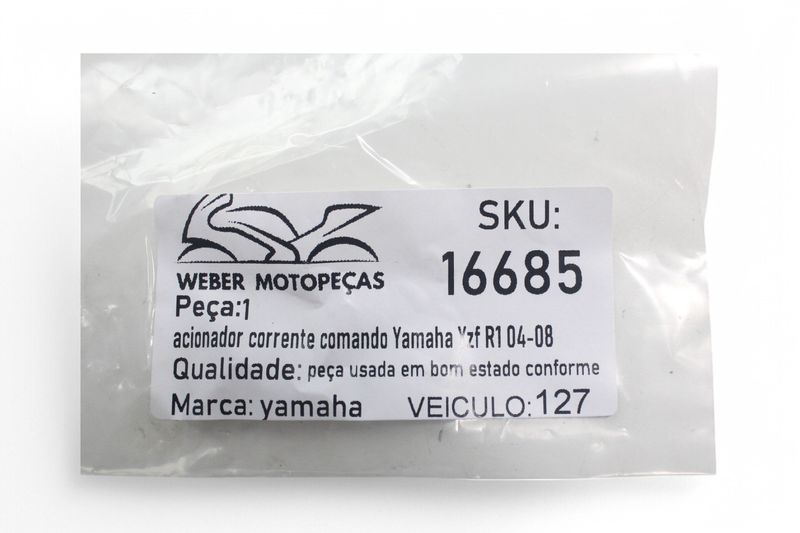 SKU:
16685
WEBER MOTOPEÇAS
Peça:1
acionador corrente comando Yamaha Yzf R1 04-08
Qualidade: peça usada em bom estado conforme
Marca: yamaha VEICULO: 127